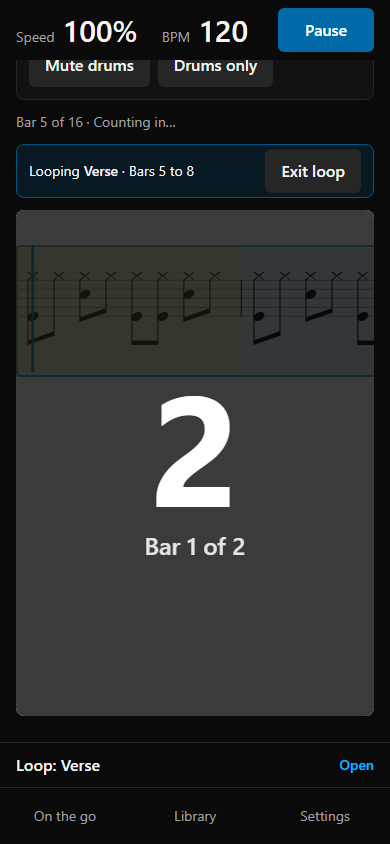 Speed 100% BPM 120 Pause
Mute drums Drums only
Bar 5 of 16 · Counting in...
Looping Verse · Bars 5 to 8 Exit loop
2
Bar 1 of 2
Loop: Verse Open
On the go Library Settings